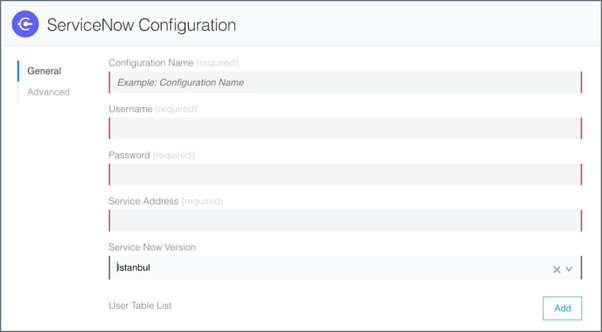 ServiceNow Configuration
General
Advanced
Configuration Name (required)
Example: Configuration Name
Username (required)
Password (required)
Service Address (required)
Service Now Version
Istanbul
User Table List
Add